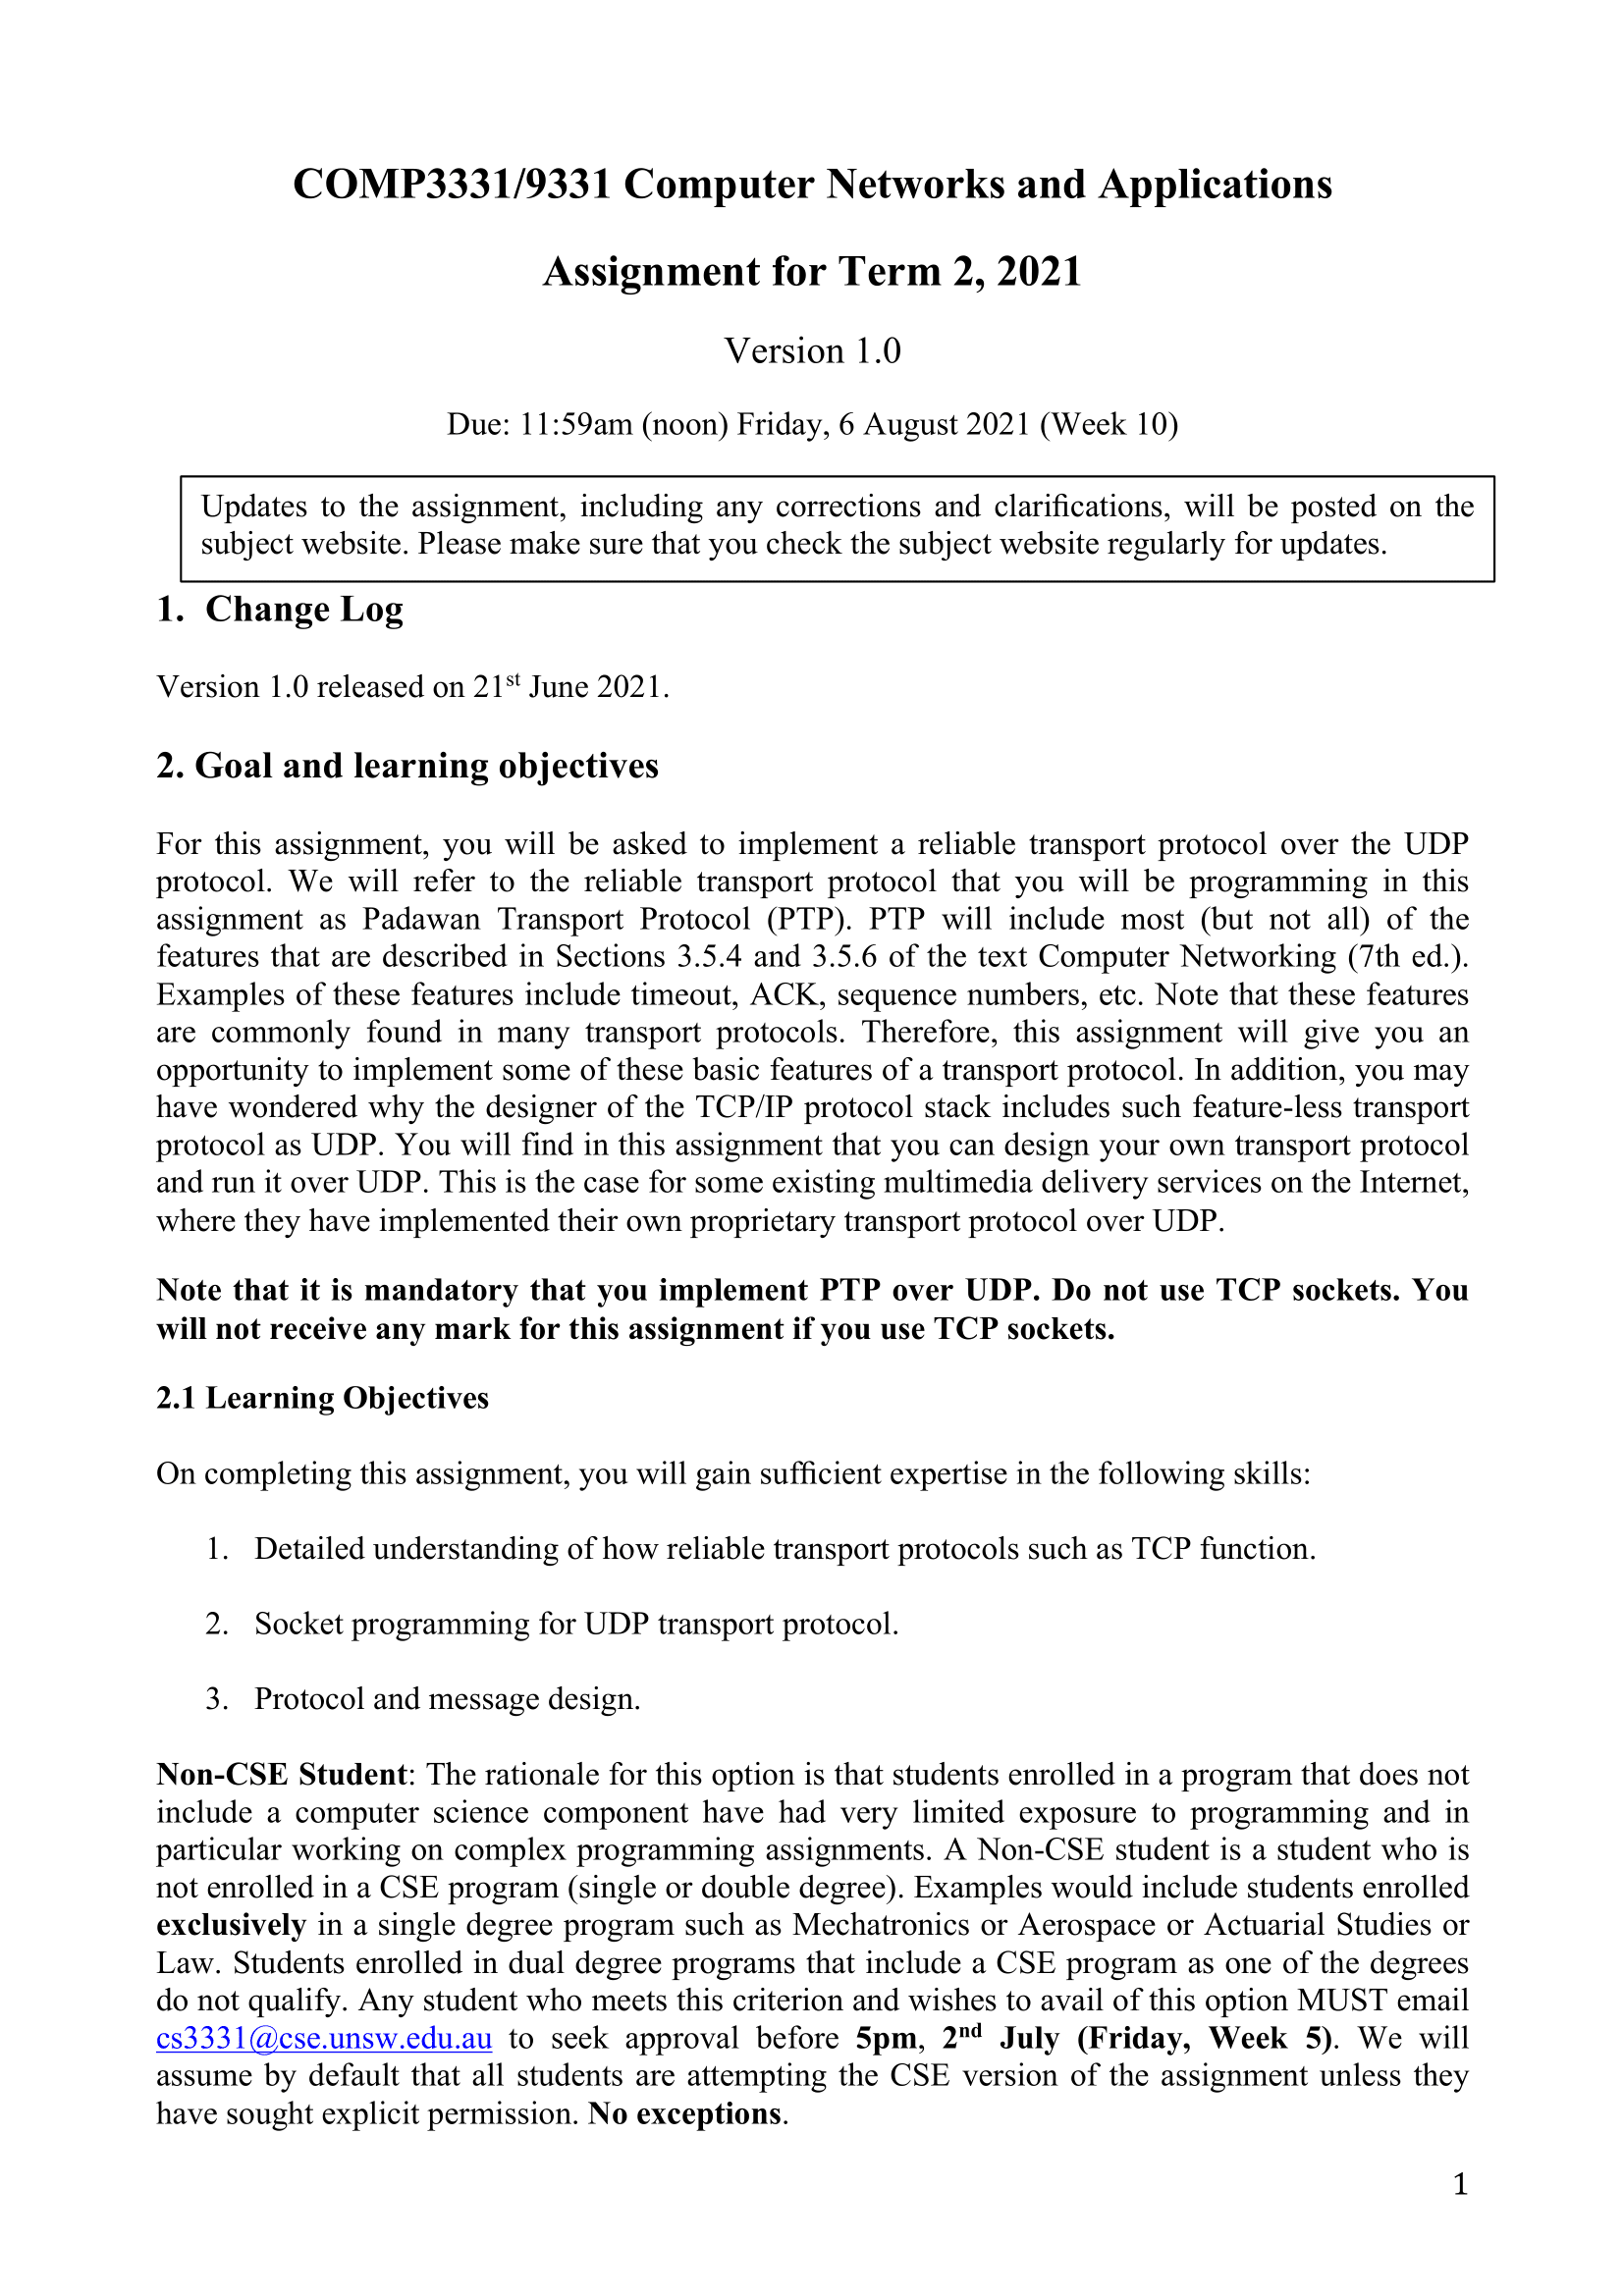 COMP3331/9331 Computer Networks and Applications
Assignment for Term 2, 2021
Version 1.0
Due: 11:59am (noon) Friday, 6 August 2021 (Week 10)
Updates to the assignment, including any corrections and clarifications, will be posted on the
subject website. Please make sure that you check the subject website regularly for updates.
1. Change Log
Version 1.0 released on 21st June 2021.
2. Goal and learning objectives
For this assignment, you will be asked to implement a reliable transport protocol over the UDP
protocol. We will refer to the reliable transport protocol that you will be programming in this
assignment as Padawan Transport Protocol (PTP). PTP will include most (but not all) of the
features that are described in Sections 3.5.4 and 3.5.6 of the text Computer Networking (7th ed.).
Examples of these features include timeout, ACK, sequence numbers, etc. Note that these features
are commonly found in many transport protocols. Therefore, this assignment will give you an
opportunity to implement some of these basic features of a transport protocol. In addition, you may
have wondered why the designer of the TCP/IP protocol stack includes such feature-less transport
protocol as UDP. You will find in this assignment that you can design your own transport protocol
and run it over UDP. This is the case for some existing multimedia delivery services on the Internet,
where they have implemented their own proprietary transport protocol over UDP.
Note that it is mandatory that you implement PTP over UDP. Do not use TCP sockets. You
will not receive any mark for this assignment if you use TCP sockets.
2.1 Learning Objectives
On completing this assignment, you will gain sufficient expertise in the following skills:
1. Detailed understanding of how reliable transport protocols such as TCP function.
2. Socket programming for UDP transport protocol.
3. Protocol and message design.
Non-CSE Student: The rationale for this option is that students enrolled in a program that does not
include a computer science component have had very limited exposure to programming and in
particular working on complex programming assignments. A Non-CSE student is a student who is
not enrolled in a CSE program (single or double degree). Examples would include students enrolled
exclusively in a single degree program such as Mechatronics or Aerospace or Actuarial Studies or
Law. Students enrolled in dual degree programs that include a CSE program as one of the degrees
do not qualify. Any student who meets this criterion and wishes to avail of this option MUST email
cs3331@cse.unsw.edu.au to seek approval before 5pm, 2nd July (Friday, Week 5). We will
assume by default that all students are attempting the CSE version of the assignment unless they
have sought explicit permission. No exceptions.
1